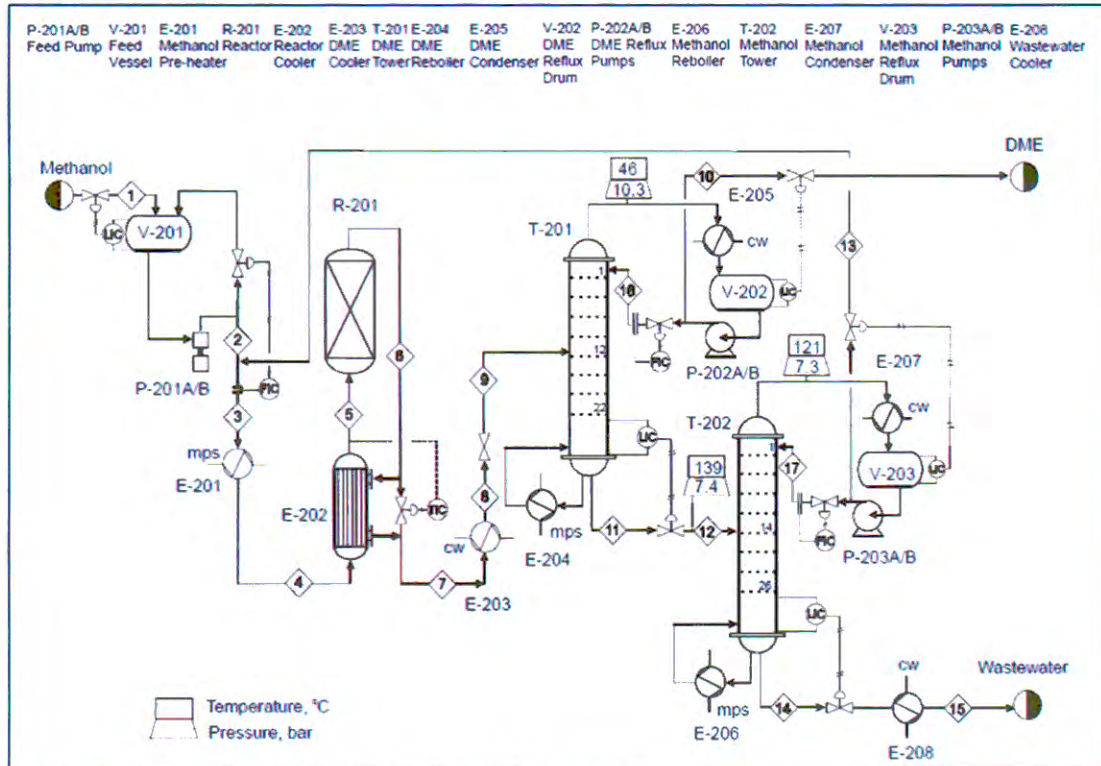 P-201A/B V-201 E-201 R-201 E-202 E-203 T-201 E-204 E-205 V-202 P-202A/B E-206 T-202 E-207 V-203 P-203A/B E-208
Feed Pump Feed Methanol Reactor Reactor DME DME DME DME DME DME Reflux Methanol Methanol Methanol Methanol Methanol Wastewater
Vessel Pre-heater Cooler Cooler Tower Reboiler Condenser Reflux Pumps Reboiler Tower Condenser Reflux Pumps Cooler
Drum Drum
Methanol
1
LIC
V-201
2
P-201A/B
FIC
3
mps
E-201
4
R-201
5
6
E-202
TIC
7
cw
E-203
8
9
T-201
1
12
22
46
10.3
10
E-205
DME
cw
V-202
LIC
FIC
P-202A/B
13
LIC
E-204
mps
11
139
7.4
12
121
7.3
E-207
cw
T-202
14
26
17
V-203
LIC
FIC
P-203A/B
LIC
E-206
mps
14
cw
15
Wastewater
E-208
Temperature, °C
Pressure, bar